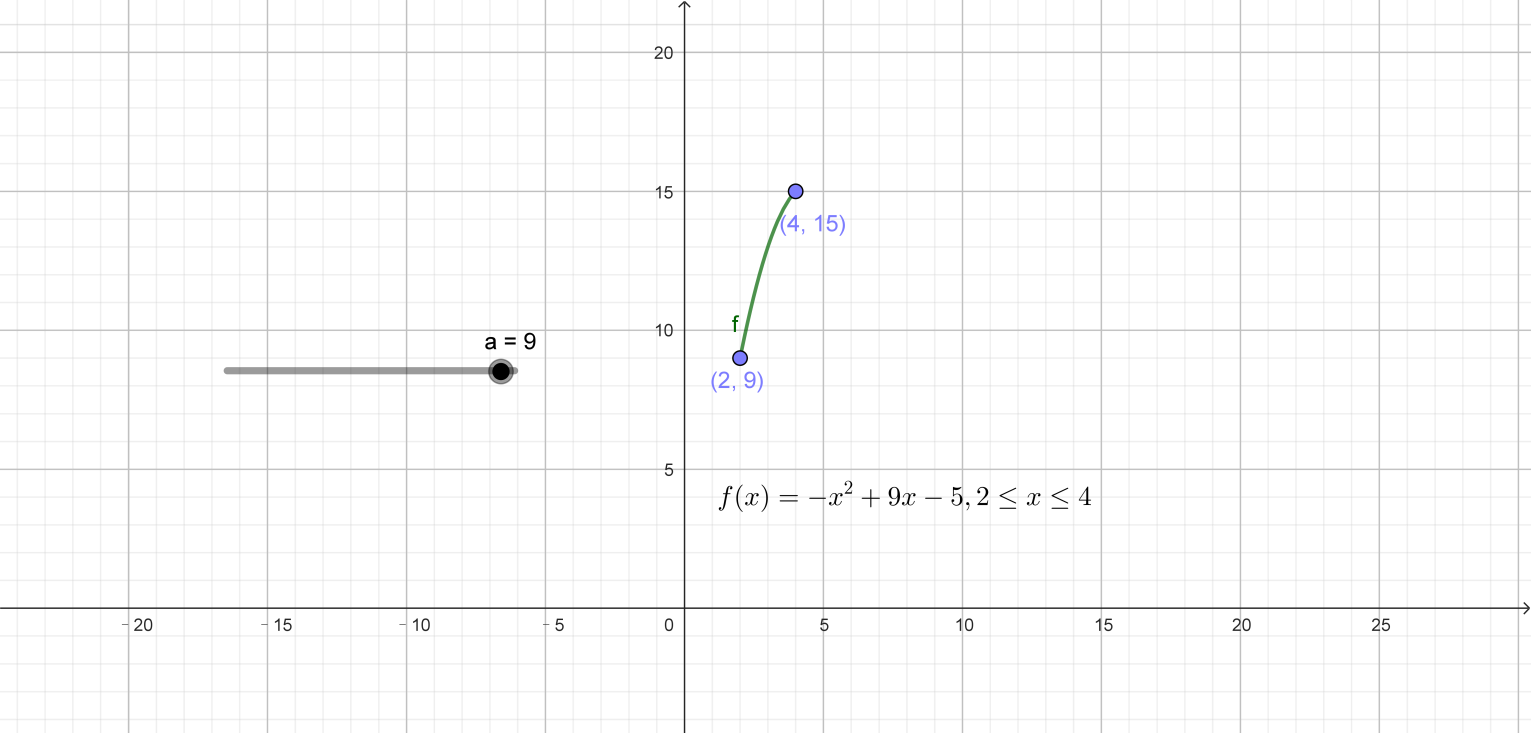 20
15
(4, 15)
f
10
a = 9
(2, 9)
5
f(x) = −x² + 9x − 5, 2 ≤ x ≤ 4
−20 −15 −10 −5 0 5 10 15 20 25